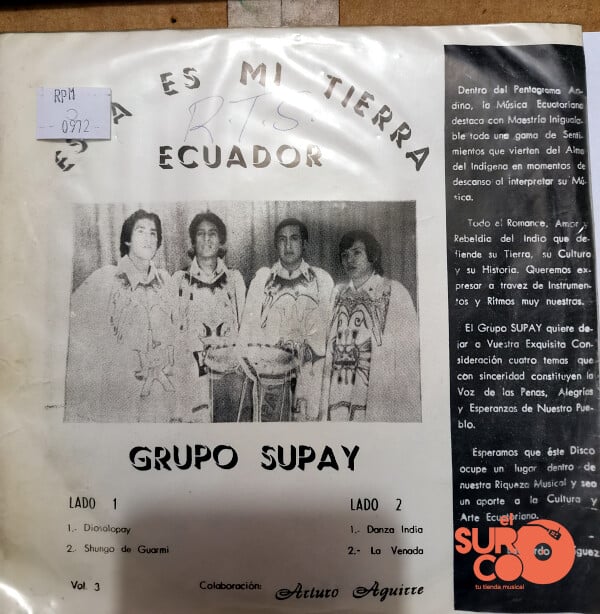 ESTA ES MI TIERRA
R.T.S.
RPM
0972
ECUADOR
GRUPO SUPAY
LADO 1
1.- Diosolopay
2.- Shungo de Guarmi
LADO 2
1.- Danza India
2.- La Venada
Vol. 3
Colaboración: Arturo Aguirre
Dentro del Pentagrama An-
dino, la Música Ecuatoriana
destaca con Maestría Iniguala-
ble toda una gama de Senti-
mientos que vierten del Alma
del Indígena en momentos de
descanso al interpretar su Mú-
sica.
Todo el Romance, Amor y
Rebeldía del Indio que de-
fiende su Tierra, su Cultura
y su Historia. Queremos ex-
presar a travez de Instrumen-
tos y Ritmos muy nuestros.
El Grupo SUPAY quiere de-
jar a Vuestra Exquisita Con-
sideración cuatro temas que
con sinceridad constituyen la
Voz de las Penas, Alegrías
y Esperanzas de Nuestro Pue-
blo.
Esperamos que éste Disco
ocupe un lugar dentro de
nuestra Riqueza Musical y sea
un aporte a la Cultura y
Arte Ecuatoriano.
el
SURCO
tu tienda musical